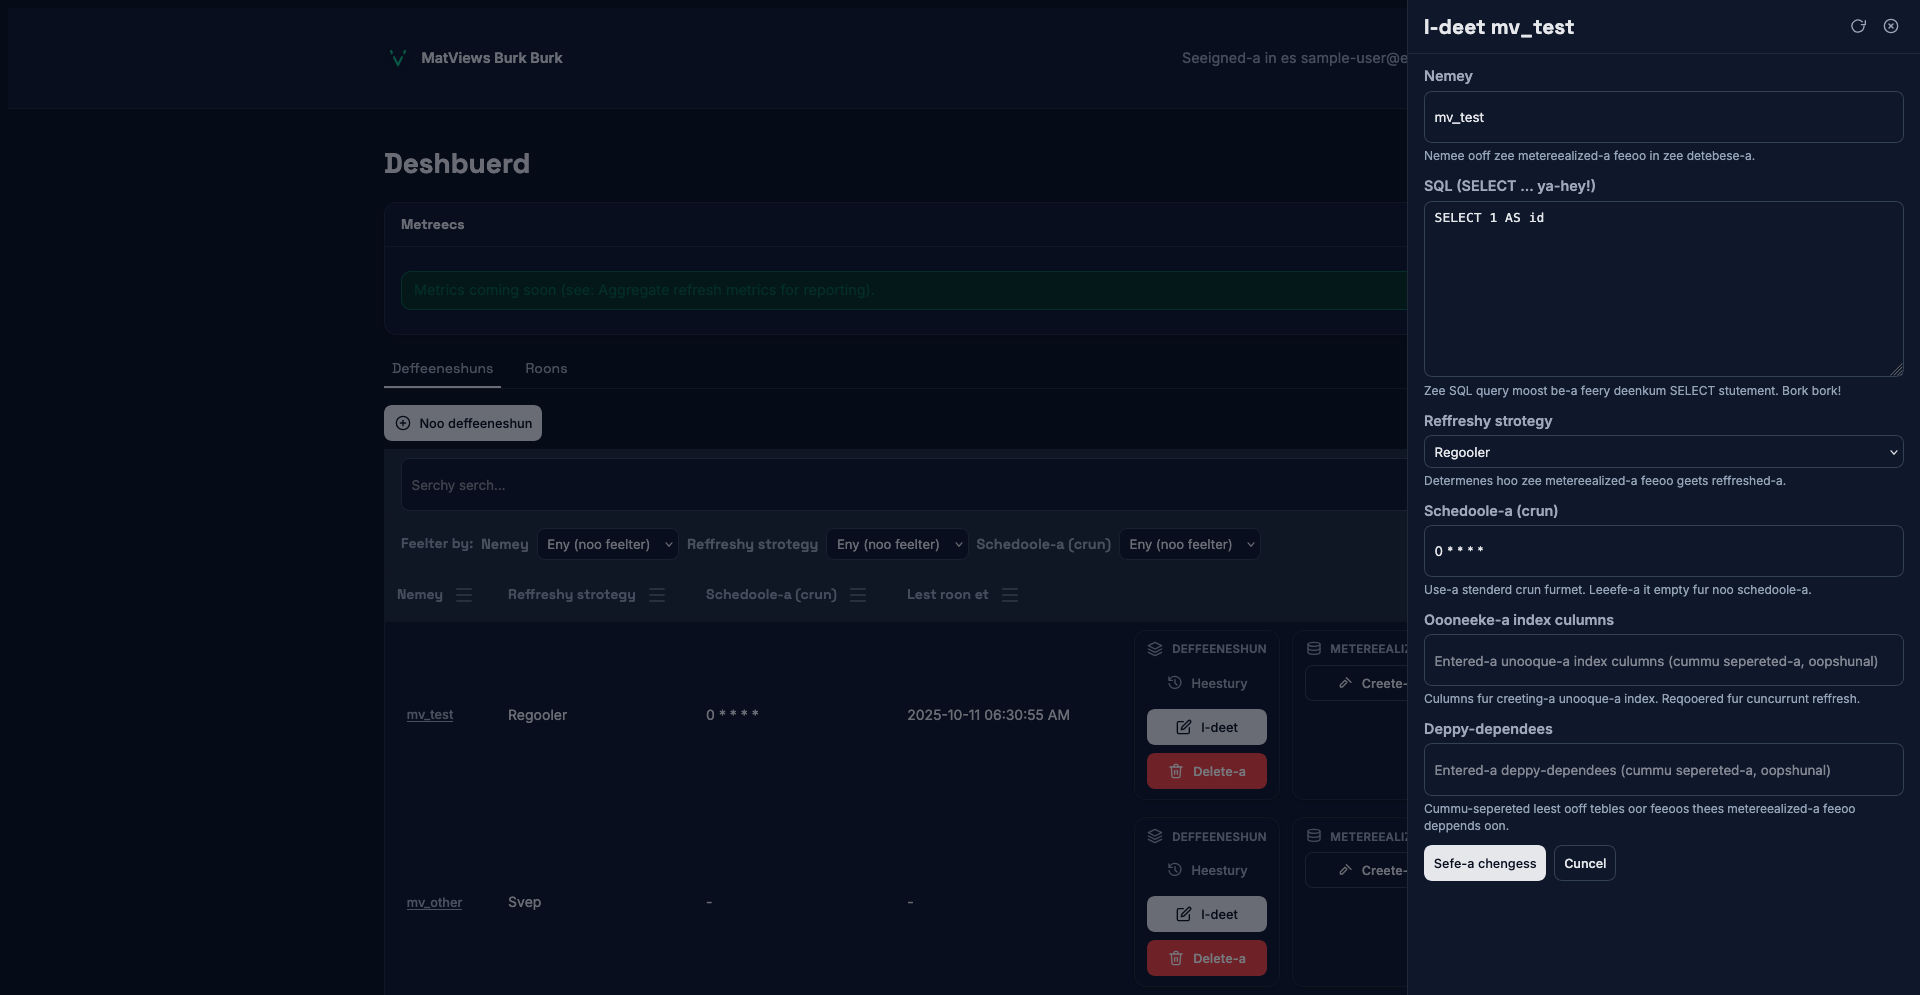 MatViews Burk Burk
Seeigned-a in es sample-user@e
Deshbuerd
Metreecs
Metrics coming soon (see: Aggregate refresh metrics for reporting).
Deffeeneshuns Roons
Noo deffeeneshun
Serchy serch...
Feelter by: Nemey Eny (noo feelter) Reffreshy strotegy Eny (noo feelter) Schedoole-a (crun) Eny (noo feelter)
Nemey Reffreshy strotegy Schedoole-a (crun) Lest roon et
DEFFEENESHUN METEREEALIZ
Heestury Creete-
mv_test Regooler 0 * * * * 2025-10-11 06:30:55 AM
I-deet
Delete-a
DEFFEENESHUN METEREEALIZ
Heestury Creete-
mv_other Svep - -
I-deet
Delete-a
I-deet mv_test
Nemey
mv_test
Nemee ooff zee metereealized-a feeoo in zee detebese-a.
SQL (SELECT ... ya-hey!)
SELECT 1 AS id
Zee SQL query moost be-a feery deenkum SELECT stutement. Bork bork!
Reffreshy strotegy
Regooler
Determenes hoo zee metereealized-a feeoo geets reffreshed-a.
Schedoole-a (crun)
0 * * * *
Use-a stenderd crun furmet. Leeefe-a it empty fur noo schedoole-a.
Oooneeke-a index culumns
Entered-a unooque-a index culumns (cummu sepereted-a, oopshunal)
Culumns fur creeting-a unooque-a index. Reqooered fur cuncurrunt reffresh.
Deppy-dependees
Entered-a deppy-dependees (cummu sepereted-a, oopshunal)
Cummu-sepereted leest ooff tebles oor feeoos thees metereealized-a feeoo
deppends oon.
Sefe-a chengess Cuncel